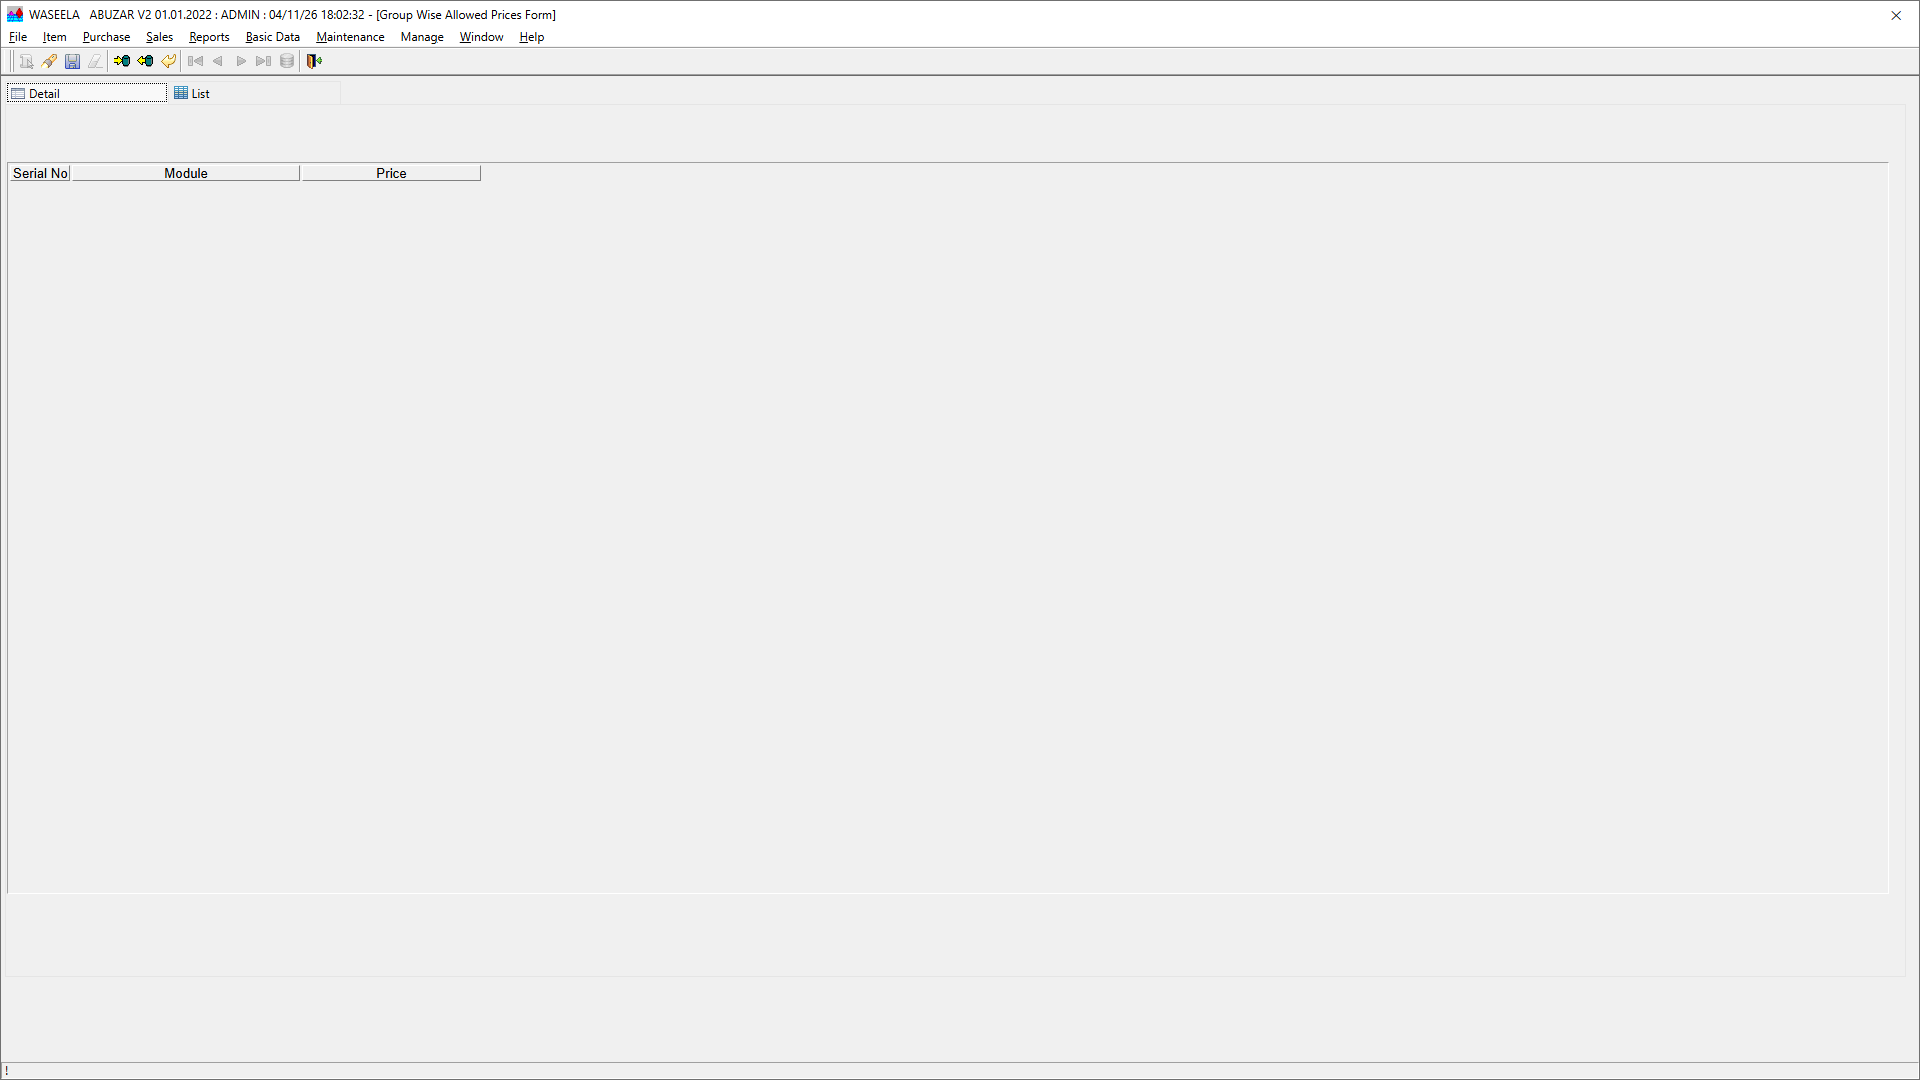 WASEELA   ABUZAR V2 01.01.2022 : ADMIN : 04/11/26 18:02:32 - [Group Wise Allowed Prices Form]
File Item Purchase Sales Reports Basic Data Maintenance Manage Window Help
Detail List
Serial No Module Price
!